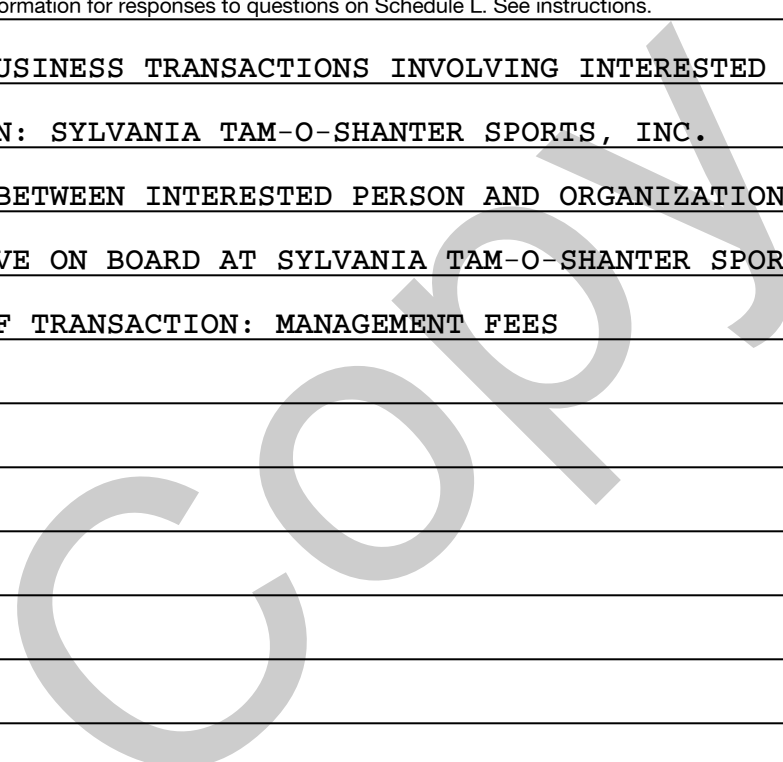 ormation for responses to questions on Schedule L. See instructions.
USINESS TRANSACTIONS INVOLVING INTERESTED
N: SYLVANIA TAM-O-SHANTER SPORTS, INC.
BETWEEN INTERESTED PERSON AND ORGANIZATION
VE ON BOARD AT SYLVANIA TAM-O-SHANTER SPOR
F TRANSACTION: MANAGEMENT FEES
Copy